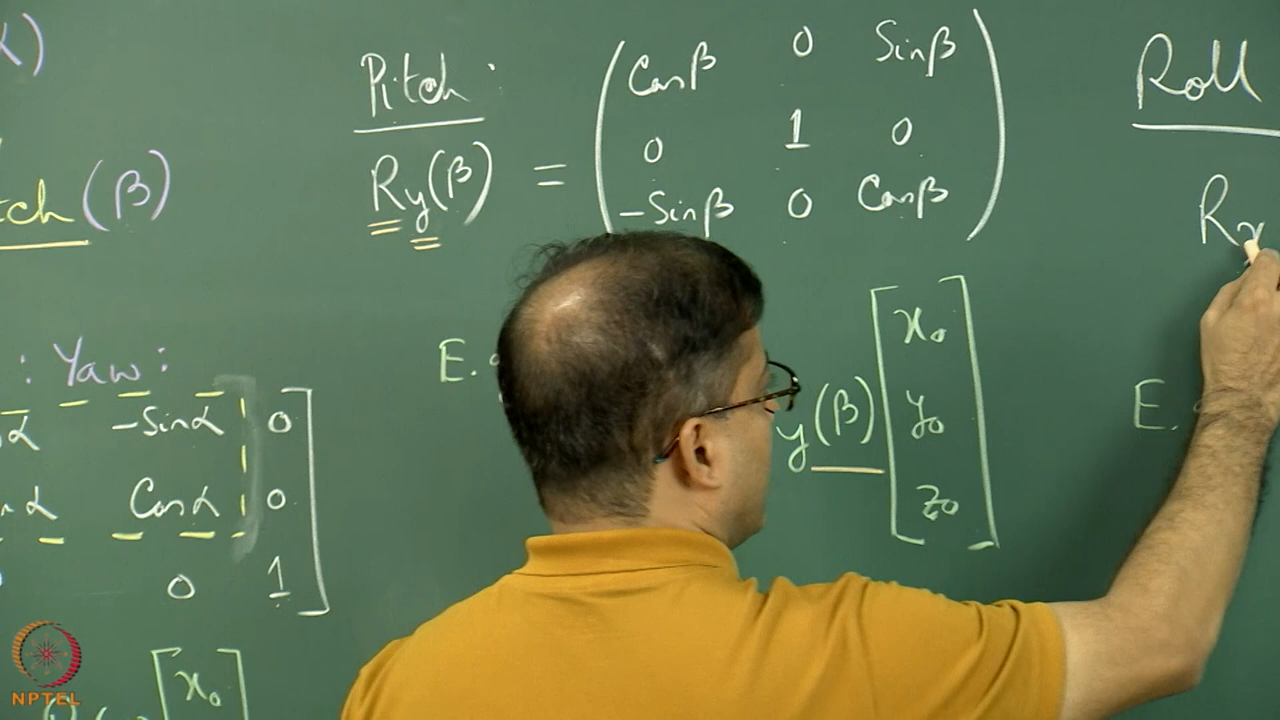 α)
tch (β)
: Yaw :
α -Sinα 0
α Cosα 0
0 1
x₀
Pitch :
Ry(β) = Cosβ 0 Sinβ
0 1 0
-Sinβ 0 Cosβ
E.
y(β) x₀
y₀
z₀
Roll
Rx
E.
NPTEL